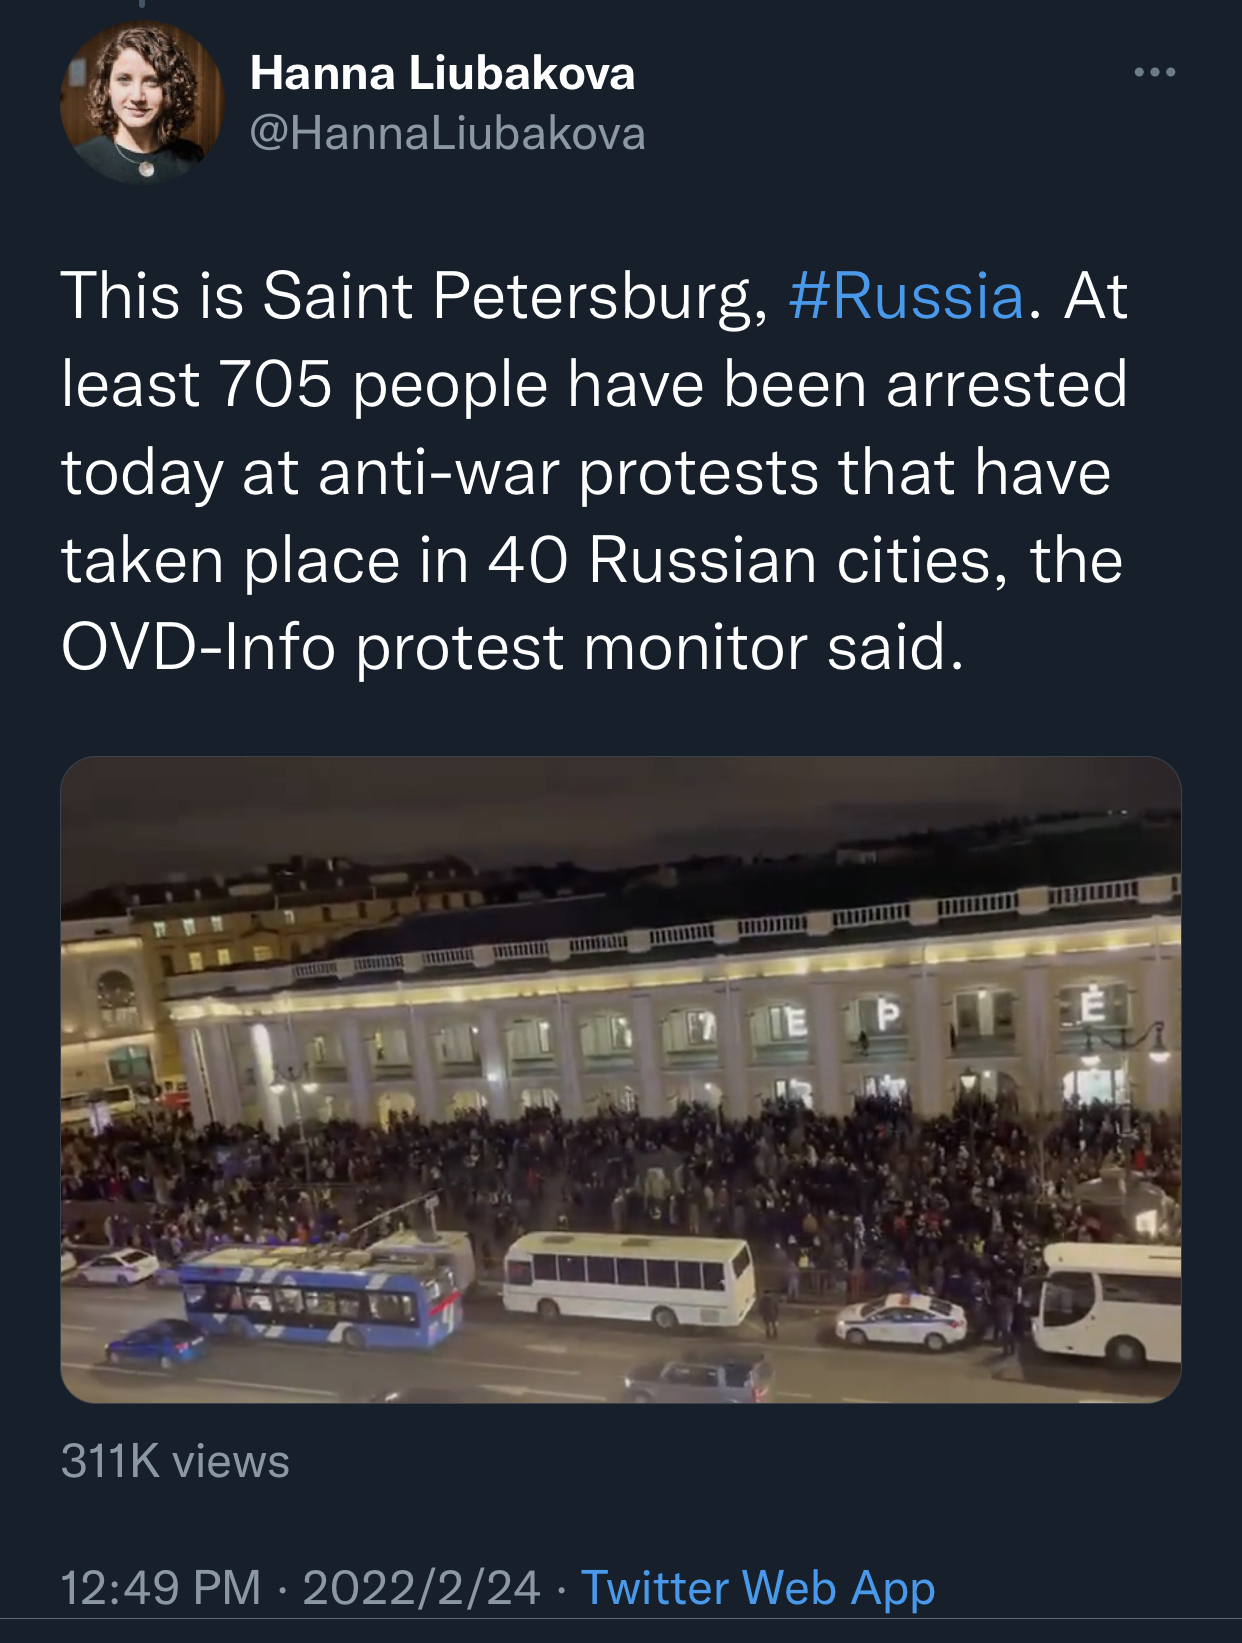 Hanna Liubakova
@HannaLiubakova
This is Saint Petersburg, #Russia. At
least 705 people have been arrested
today at anti-war protests that have
taken place in 40 Russian cities, the
OVD-Info protest monitor said.
311K views
12:49 PM · 2022/2/24 · Twitter Web App